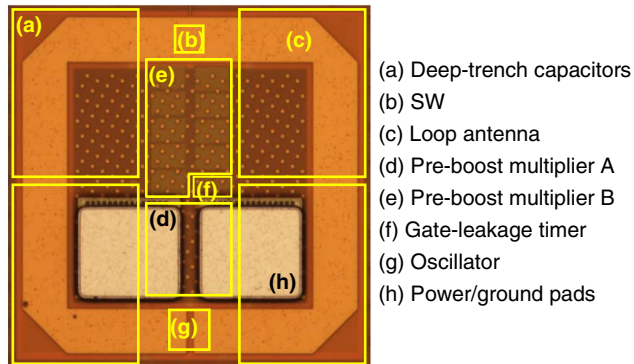 (a)
(b)
(c)
(e)
(f)
(d)
(h)
(g)
(a) Deep-trench capacitors
(b) SW
(c) Loop antenna
(d) Pre-boost multiplier A
(e) Pre-boost multiplier B
(f) Gate-leakage timer
(g) Oscillator
(h) Power/ground pads